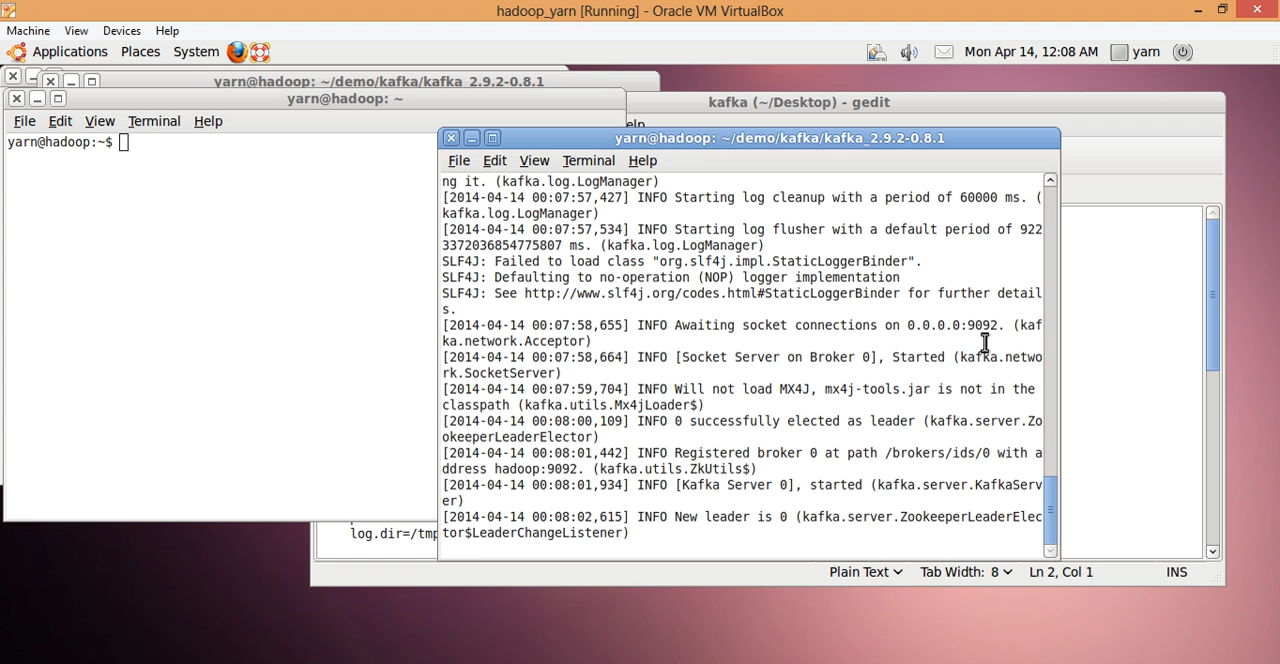 hadoop_yarn [Running] - Oracle VM VirtualBox
Machine View Devices Help
Applications Places System Mon Apr 14, 12:08 AM yarn
yarn@hadoop: ~/demo/kafka/kafka_2.9.2-0.8.1
yarn@hadoop: ~
kafka (~/Desktop) - gedit
File Edit View Terminal Help
elp
yarn@hadoop:~$
yarn@hadoop: ~/demo/kafka/kafka_2.9.2-0.8.1
File Edit View Terminal Help
ng it. (kafka.log.LogManager)
[2014-04-14 00:07:57,427] INFO Starting log cleanup with a period of 60000 ms. (
kafka.log.LogManager)
[2014-04-14 00:07:57,534] INFO Starting log flusher with a default period of 922
3372036854775807 ms. (kafka.log.LogManager)
SLF4J: Failed to load class "org.slf4j.impl.StaticLoggerBinder".
SLF4J: Defaulting to no-operation (NOP) logger implementation
SLF4J: See http://www.slf4j.org/codes.html#StaticLoggerBinder for further detail
s.
[2014-04-14 00:07:58,655] INFO Awaiting socket connections on 0.0.0.0:9092. (kaf
ka.network.Acceptor)
[2014-04-14 00:07:58,664] INFO [Socket Server on Broker 0], Started (kafka.netwo
rk.SocketServer)
[2014-04-14 00:07:59,704] INFO Will not load MX4J, mx4j-tools.jar is not in the
classpath (kafka.utils.Mx4jLoader$)
[2014-04-14 00:08:00,109] INFO 0 successfully elected as leader (kafka.server.Zo
okeeperLeaderElector)
[2014-04-14 00:08:01,442] INFO Registered broker 0 at path /brokers/ids/0 with a
ddress hadoop:9092. (kafka.utils.ZkUtils$)
[2014-04-14 00:08:01,934] INFO [Kafka Server 0], started (kafka.server.KafkaServ
er)
[2014-04-14 00:08:02,615] INFO New leader is 0 (kafka.server.ZookeeperLeaderElec
tor$LeaderChangeListener)
log.dir=/tmp
Plain Text Tab Width: 8 Ln 2, Col 1 INS